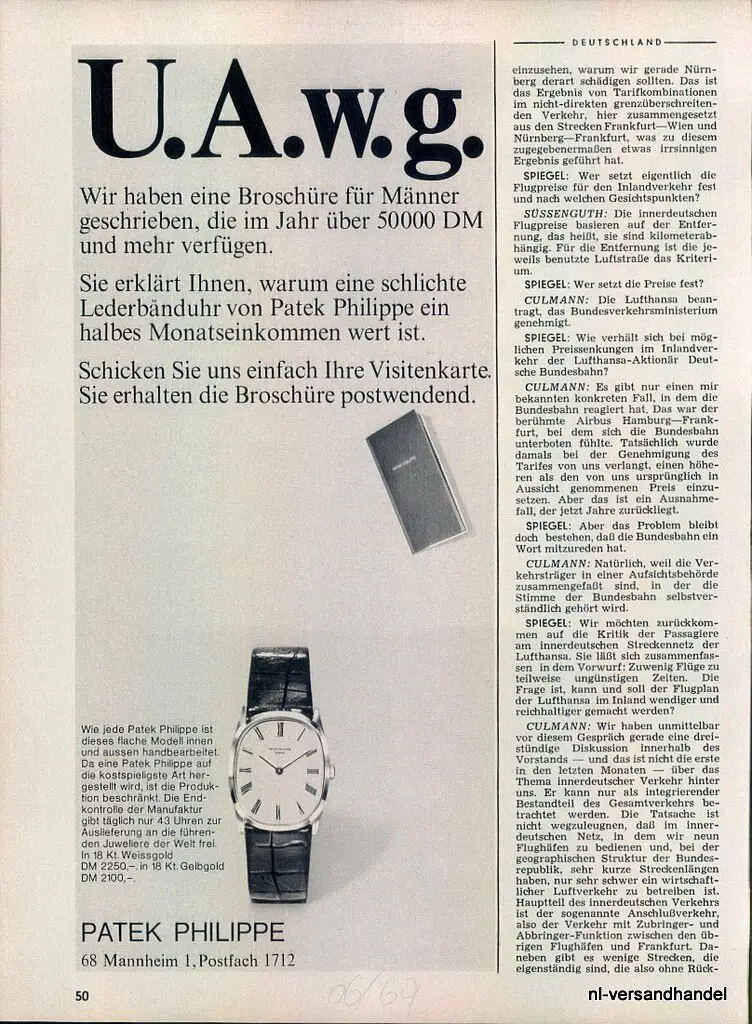 U.A.w.g.
Wir haben eine Broschüre für Männer
geschrieben, die im Jahr über 50000 DM
und mehr verfügen.
Sie erklärt Ihnen, warum eine schlichte
Lederbanduhr von Patek Philippe ein
halbes Monatseinkommen wert ist.
Schicken Sie uns einfach Ihre Visitenkarte.
Sie erhalten die Broschüre postwendend.
PATEK PHILIPPE
Wie jede Patek Philippe ist
dieses flache Modell innen
und aussen handbearbeitet.
Da eine Patek Philippe auf
die kostspieligste Art her-
gestellt wird, ist die Produk-
tion beschränkt. Die End-
kontrolle der Manufaktur
gibt täglich nur 43 Uhren zur
Auslieferung an die führen-
den Juweliere der Welt frei.
In 18 Kt. Weissgold
DM 2250,–. in 18 Kt. Gelbgold
DM 2100,–.
PATEK PHILIPPE
PATEK PHILIPPE
68 Mannheim 1, Postfach 1712
DEUTSCHLAND
einzusehen, warum wir gerade Nürn-
berg derart schädigen sollten. Das ist
das Ergebnis von Tarifkombinationen
im nicht-direkten grenzüberschreiten-
den Verkehr, hier zusammengesetzt
aus den Strecken Frankfurt—Wien und
Nürnberg—Frankfurt, was zu diesem
zugegebenermaßen etwas irrsinnigen
Ergebnis geführt hat.
SPIEGEL: Wer setzt eigentlich die
Flugpreise für den Inlandverkehr fest
und nach welchen Gesichtspunkten?
SÜSSENGUTH: Die innerdeutschen
Flugpreise basieren auf der Entfer-
nung, das heißt, sie sind kilometerab-
hängig. Für die Entfernung ist die je-
weils benutzte Luftstraße das Kriteri-
um.
SPIEGEL: Wer setzt die Preise fest?
CULMANN: Die Lufthansa bean-
tragt, das Bundesverkehrsministerium
genehmigt.
SPIEGEL: Wie verhält sich bei mög-
lichen Preissenkungen im Inlandver-
kehr der Lufthansa-Aktionär Deut-
sche Bundesbahn?
CULMANN: Es gibt nur einen mir
bekannten konkreten Fall, in dem die
Bundesbahn reagiert hat. Das war der
berühmte Airbus Hamburg—Frank-
furt, bei dem sich die Bundesbahn
unterboten fühlte. Tatsächlich wurde
damals bei der Genehmigung des
Tarifes von uns verlangt, einen höhe-
ren als den von uns ursprünglich in
Aussicht genommenen Preis einzu-
setzen. Aber das ist ein Ausnahme-
fall, der jetzt Jahre zurückliegt.
SPIEGEL: Aber das Problem bleibt
doch bestehen, daß die Bundesbahn ein
Wort mitzureden hat.
CULMANN: Natürlich, weil die Ver-
kehrsträger in einer Aufsichtsbehörde
zusammengefaßt sind, in der die
Stimme der Bundesbahn selbstver-
ständlich gehört wird.
SPIEGEL: Wir möchten zurückkom-
men auf die Kritik der Passagiere
am innerdeutschen Streckennetz der
Lufthansa. Sie läßt sich zusammenfas-
sen in dem Vorwurf: Zuwenig Flüge zu
teilweise ungünstigen Zeiten. Die
Frage ist, kann und soll der Flugplan
der Lufthansa im Inland wendiger und
reichhaltiger gemacht werden?
CULMANN: Wir haben unmittelbar
vor diesem Gespräch gerade eine drei-
stündige Diskussion innerhalb des
Vorstands — und das ist nicht die erste
in den letzten Monaten — über das
Thema innerdeutscher Verkehr hinter
uns. Er kann nur als integrierender
Bestandteil des Gesamtverkehrs be-
trachtet werden. Die Tatsache ist
nicht wegzuleugnen, daß im inner-
deutschen Netz, in dem wir neun
Flughäfen zu bedienen und, bei der
geographischen Struktur der Bundes-
republik, sehr kurze Streckenlängen
haben, nur sehr schwer ein wirtschaft-
licher Luftverkehr zu betreiben ist.
Hauptteil des innerdeutschen Verkehrs
ist der sogenannte Anschlußverkehr,
also der Verkehr mit Zubringer- und
Abbringer-Funktion zwischen den üb-
rigen Flughäfen und Frankfurt. Da-
neben gibt es wenige Strecken, die
eigenständig sind, die also ohne Rück-
50
06/69
nl-versandhandel